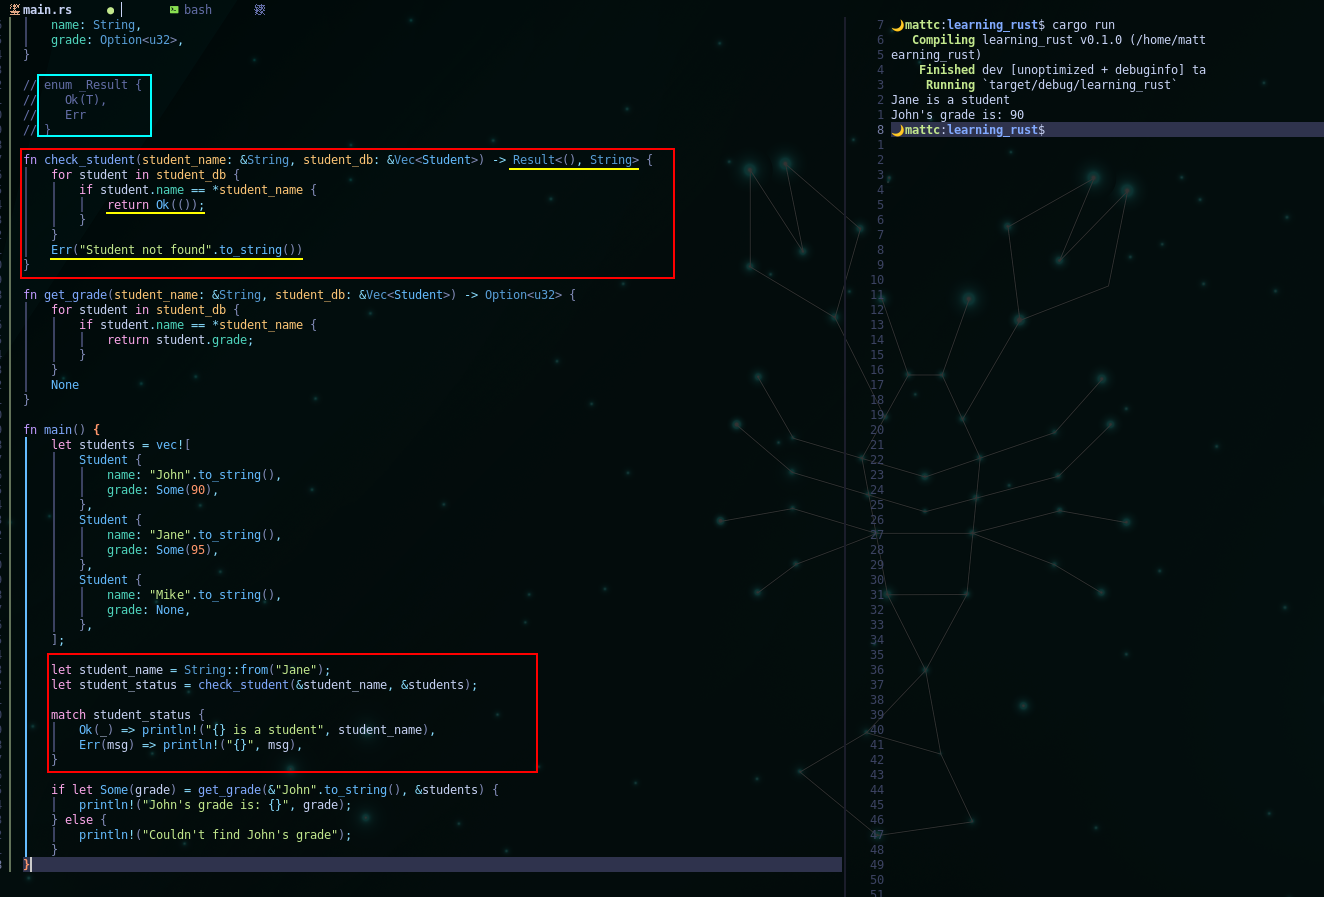 main.rs
bash
name: String,
grade: Option<u32>,
}
// enum _Result {
//    Ok(T),
//    Err
// }
fn check_student(student_name: &String, student_db: &Vec<Student>) -> Result<(), String> {
for student in student_db {
if student.name == *student_name {
return Ok(());
}
}
Err("Student not found".to_string())
}
fn get_grade(student_name: &String, student_db: &Vec<Student>) -> Option<u32> {
for student in student_db {
if student.name == *student_name {
return student.grade;
}
}
None
}
fn main() {
let students = vec![
Student {
name: "John".to_string(),
grade: Some(90),
},
Student {
name: "Jane".to_string(),
grade: Some(95),
},
Student {
name: "Mike".to_string(),
grade: None,
},
];
let student_name = String::from("Jane");
let student_status = check_student(&student_name, &students);
match student_status {
Ok(_) => println!("{} is a student", student_name),
Err(msg) => println!("{}", msg),
}
if let Some(grade) = get_grade(&"John".to_string(), &students) {
println!("John's grade is: {}", grade);
} else {
println!("Couldn't find John's grade");
}
}
7 mattc:learning_rust$ cargo run
6 Compiling learning_rust v0.1.0 (/home/matt
5 earning_rust)
4 Finished dev [unoptimized + debuginfo] ta
3 Running `target/debug/learning_rust`
2 Jane is a student
1 John's grade is: 90
8 mattc:learning_rust$
1
2
3
4
5
6
7
8
9
10
11
12
13
14
15
16
17
18
19
20
21
22
23
24
25
26
27
28
29
30
31
32
33
34
35
36
37
38
39
40
41
42
43
44
45
46
47
48
49
50
51